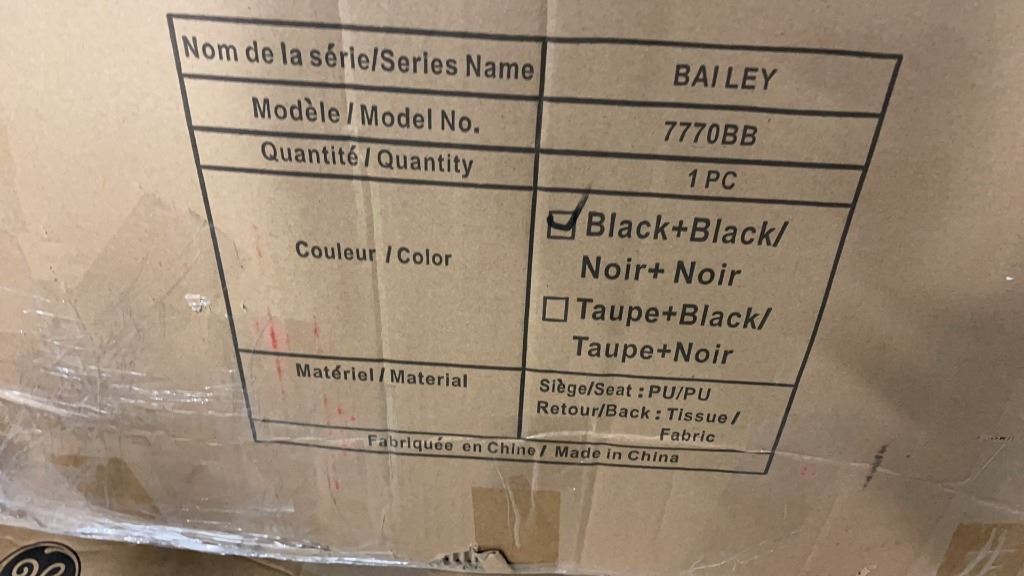 Nom de la série/Series Name
BAILEY
Modèle / Model No.
7770BB
Quantité / Quantity
1 PC
Couleur / Color
Black+Black/
Noir+ Noir
Taupe+Black/
Taupe+Noir
Matériel / Material
Siège/Seat : PU/PU
Retour/Back : Tissue /
Fabric
Fabriquée en Chine / Made in China